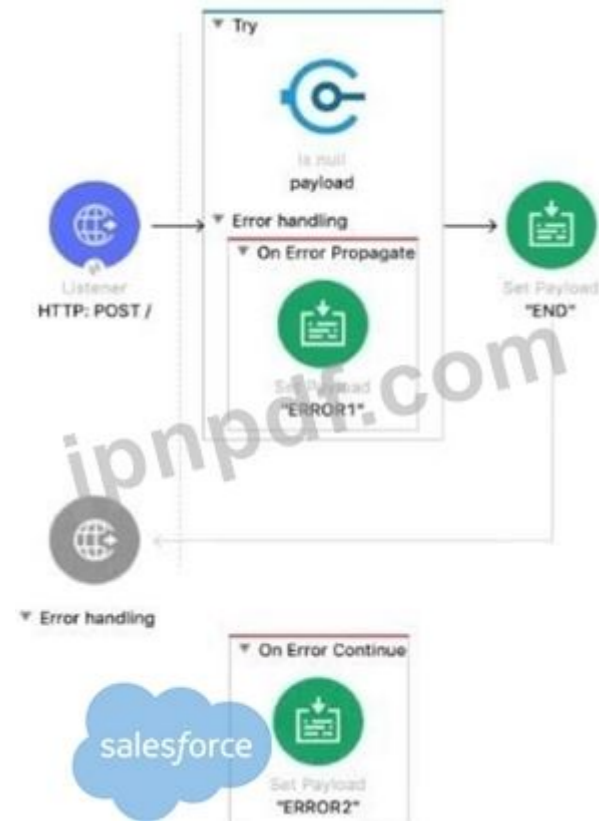 Try
Is null
payload
Error handling
On Error Propagate
Set Payload
"ERROR1"
Listener
HTTP: POST /
Set Payload
"END"
jpnpdf.com
Error handling
On Error Continue
salesforce
Set Payload
"ERROR2"